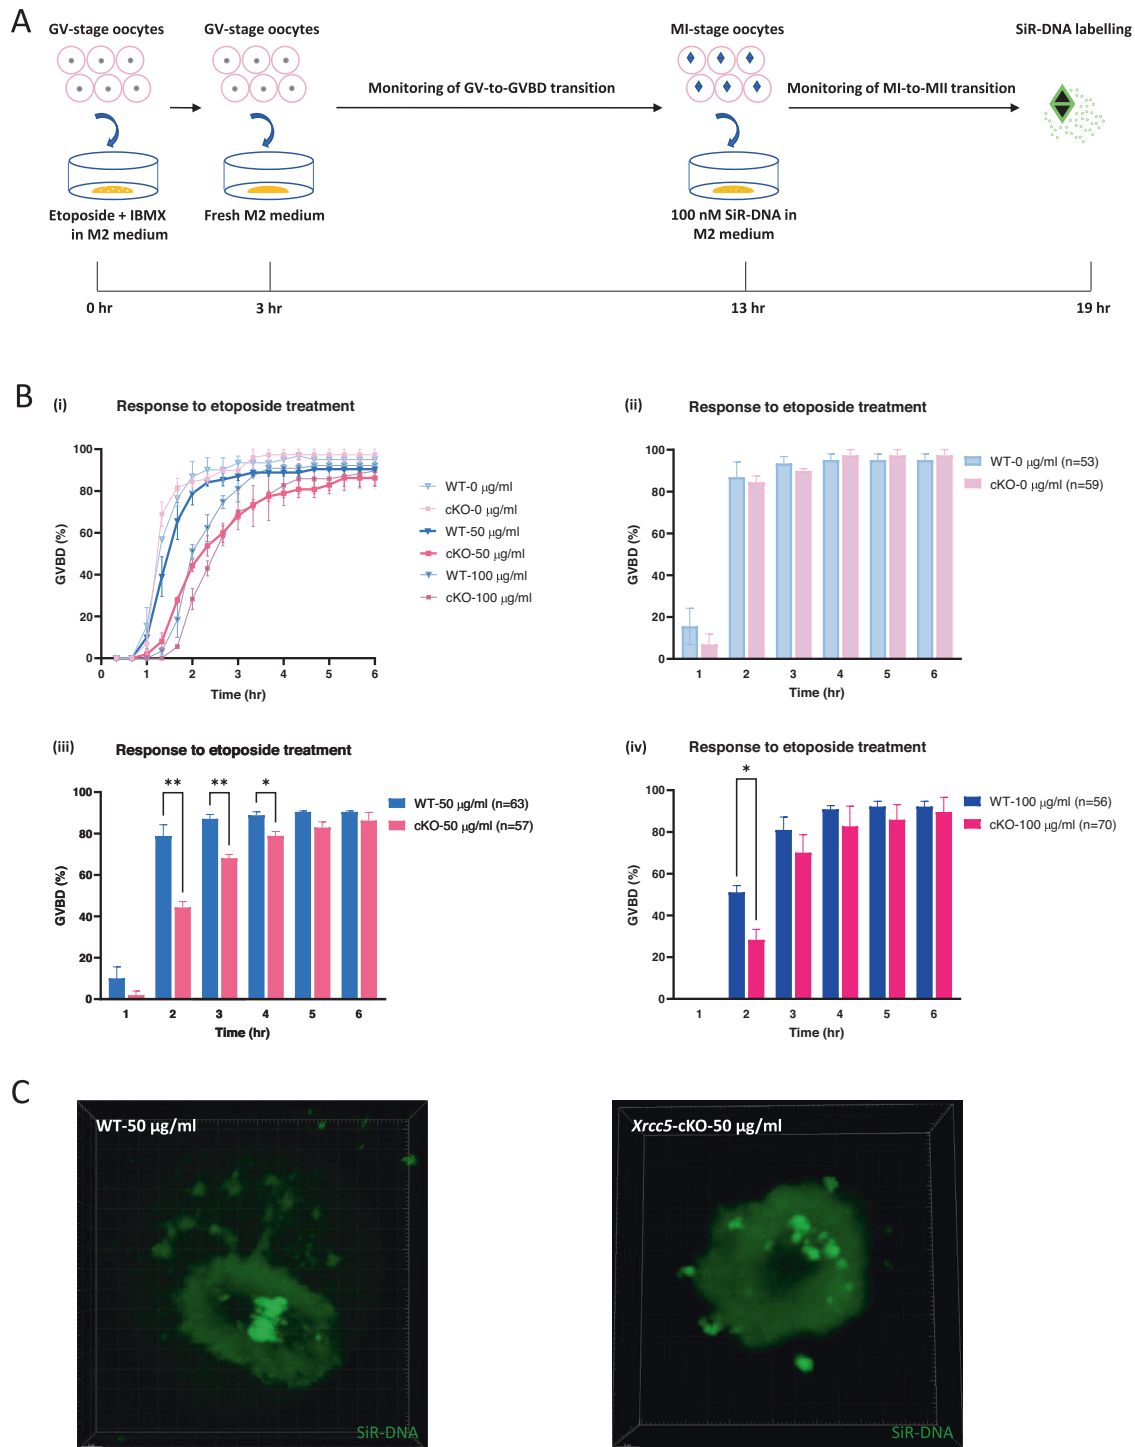 A
GV-stage oocytes
GV-stage oocytes
MI-stage oocytes
SiR-DNA labelling
Monitoring of GV-to-GVBD transition
Monitoring of MI-to-MII transition
Etoposide + IBMX
in M2 medium
Fresh M2 medium
100 nM SiR-DNA in
M2 medium
0 hr
3 hr
13 hr
19 hr
B
(i)
Response to etoposide treatment
100
80
60
40
20
0
GVBD (%)
0 1 2 3 4 5 6
Time (hr)
WT-0 µg/ml
cKO-0 µg/ml
WT-50 µg/ml
cKO-50 µg/ml
WT-100 µg/ml
cKO-100 µg/ml
(ii)
Response to etoposide treatment
100
80
60
40
20
0
GVBD (%)
1 2 3 4 5 6
Time (hr)
WT-0 µg/ml (n=53)
cKO-0 µg/ml (n=59)
(iii)
Response to etoposide treatment
100
80
60
40
20
0
GVBD (%)
** ** *
1 2 3 4 5 6
Time (hr)
WT-50 µg/ml (n=63)
cKO-50 µg/ml (n=57)
(iv)
Response to etoposide treatment
100
80
60
40
20
0
GVBD (%)
*
1 2 3 4 5 6
Time (hr)
WT-100 µg/ml (n=56)
cKO-100 µg/ml (n=70)
C
WT-50 µg/ml
SiR-DNA
Xrcc5-cKO-50 µg/ml
SiR-DNA